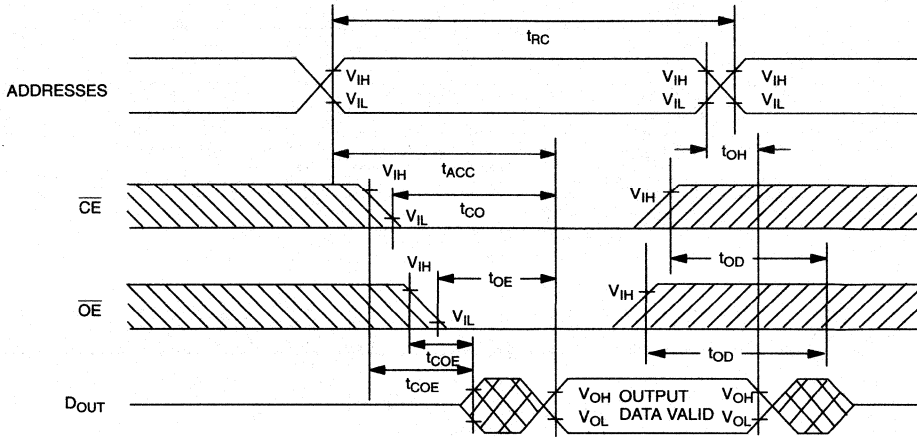 tRC
ADDRESSES
VIH VIH VIH
VIL VIL VIL
tOH
tACC
CE VIH VIH
tCO
VIL
tOD
OE VIH tOE VIH
VIL
tCOE tOD
tCOE
DOUT VOH OUTPUT VOH
VOL DATA VALID VOL